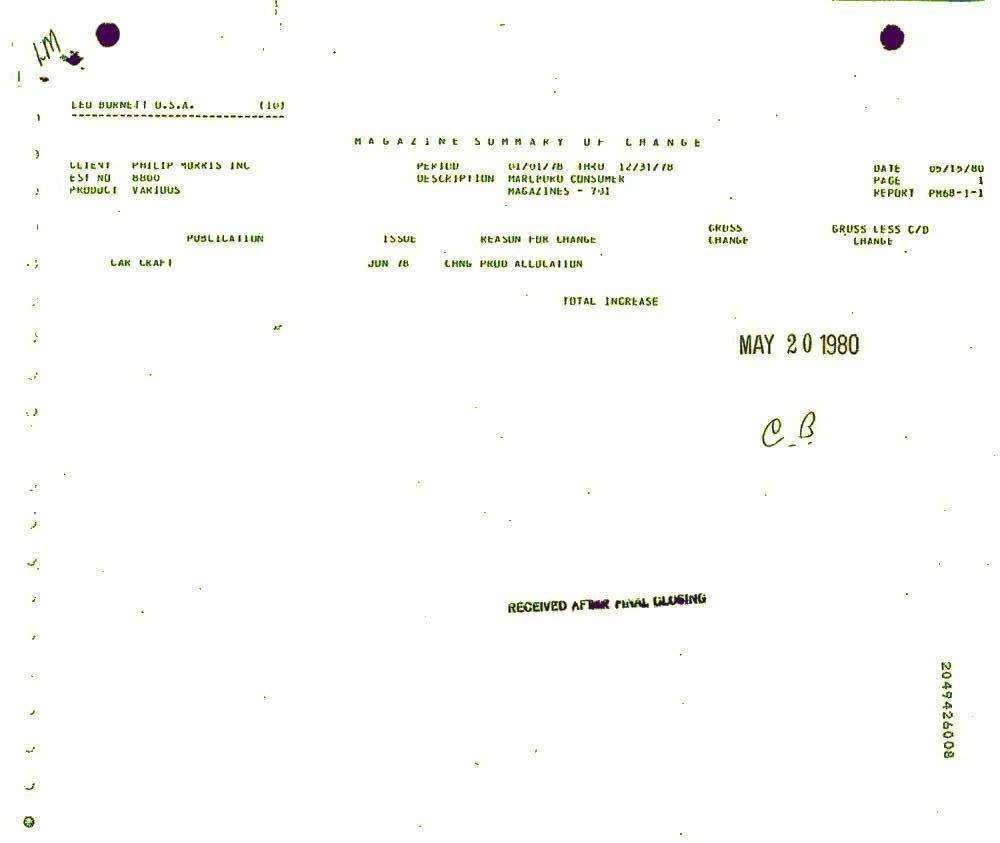 LM
LEO BURNETT U.S.A. (10)
MAGAZINE SUMMARY OF CHANGE
CLIENT PHILIP MORRIS INC PERIOD 01/01/78 THRU 12/31/78 DATE 05/15/80
EST NO 8800 DESCRIPTION MARLBORO CONSUMER PAGE 1
PRODUCT VARIOUS MAGAZINES - 701 REPORT PM68-1-1
PUBLICATION ISSUE REASON FOR CHANGE GROSS CHANGE GROSS LESS C/D CHANGE
CAR CRAFT JUN 78 CHNG PROD ALLOCATION
TOTAL INCREASE
MAY 20 1980
C.B
RECEIVED AFTER FINAL CLOSING
2049426008